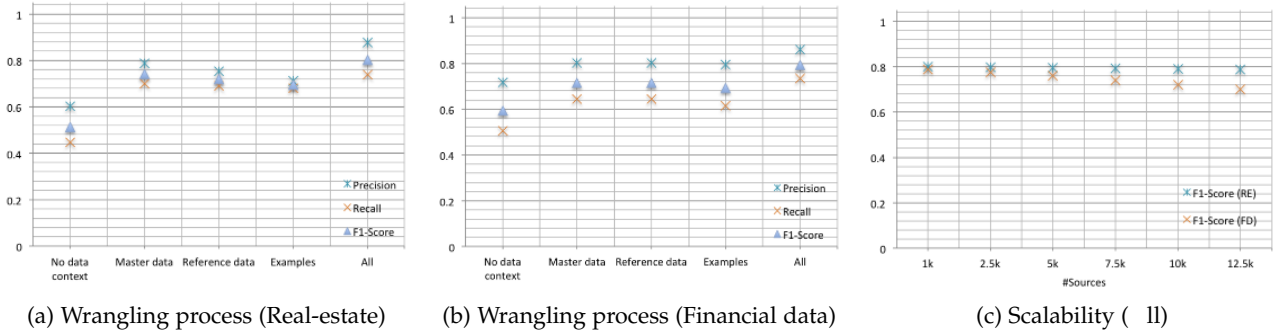 1
0.8
0.6
0.4
0.2
0
Precision
Recall
F1-Score
No data context
Master data
Reference data
Examples
All
(a) Wrangling process (Real-estate)
1
0.8
0.6
0.4
0.2
0
Precision
Recall
F1-Score
No data context
Master data
Reference data
Examples
All
(b) Wrangling process (Financial data)
1
0.8
0.6
0.4
0.2
0
F1-Score (RE)
F1-Score (FD)
1k
2.5k
5k
7.5k
10k
12.5k
#Sources
(c) Scalability ( ll)